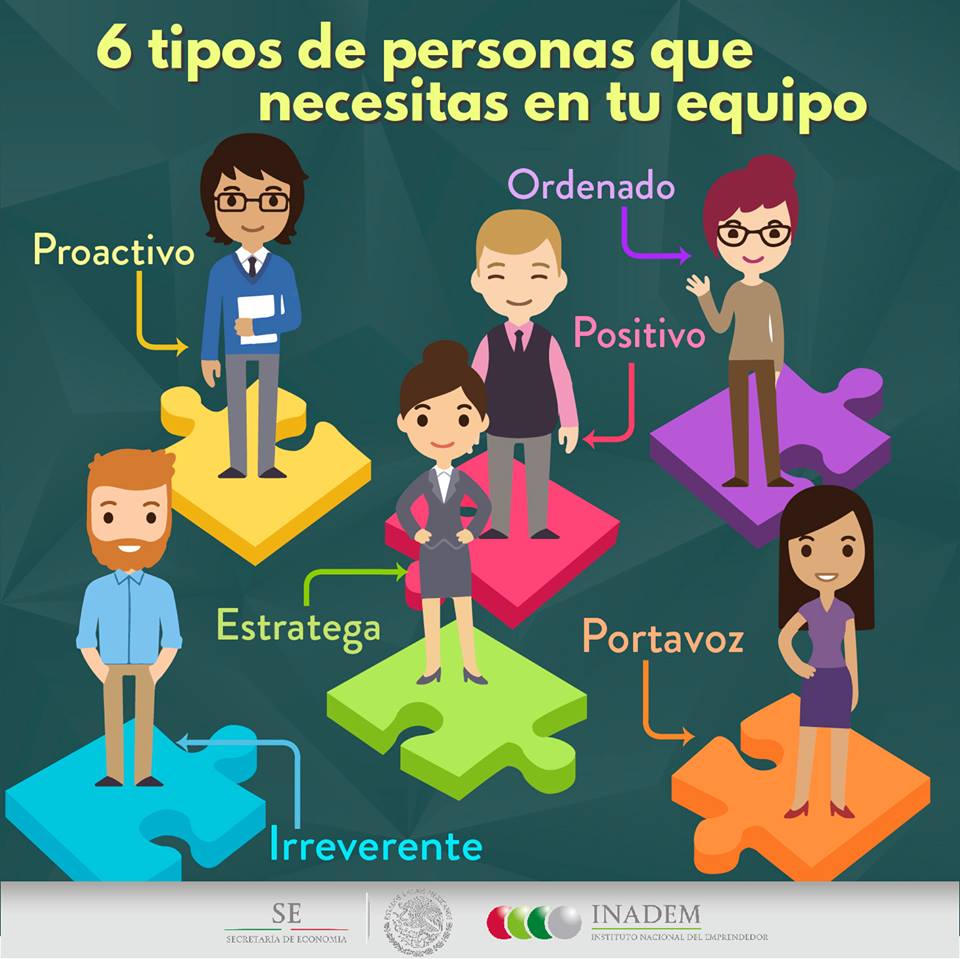 6 tipos de personas que
necesitas en tu equipo
Ordenado
Proactivo
Positivo
Estratega
Portavoz
Irreverente
SE
SECRETARÍA DE ECONOMÍA
ESTADOS UNIDOS MEXICANOS
INADEM
INSTITUTO NACIONAL DEL EMPRENDEDOR